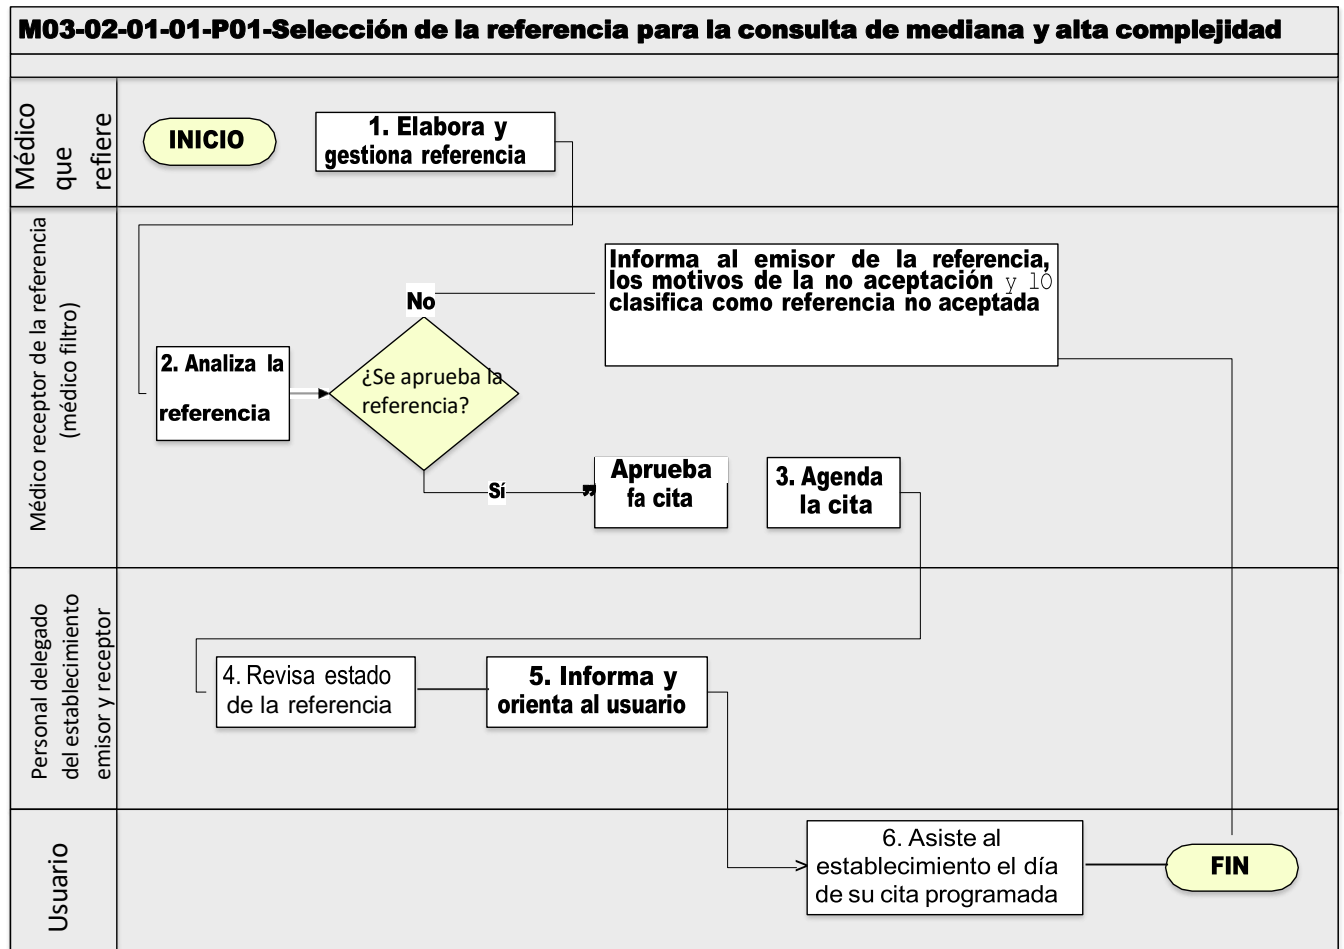 M03-02-01-01-P01-Selección de la referencia para la consulta de mediana y alta complejidad
Médico
que
refiere
INICIO
1. Elabora y
gestiona referencia
Médico receptor de la referencia
(médico filtro)
Informa al emisor de la referencia,
los motivos de la no aceptación y lO
clasifica como referencia no aceptada
No
2. Analiza la
referencia
¿Se aprueba la
referencia?
Sí
Aprueba
fa cita
3. Agenda
la cita
Personal delegado
del establecimiento
emisor y receptor
4. Revisa estado
de la referencia
5. Informa y
orienta al usuario
Usuario
6. Asiste al
establecimiento el día
de su cita programada
FIN